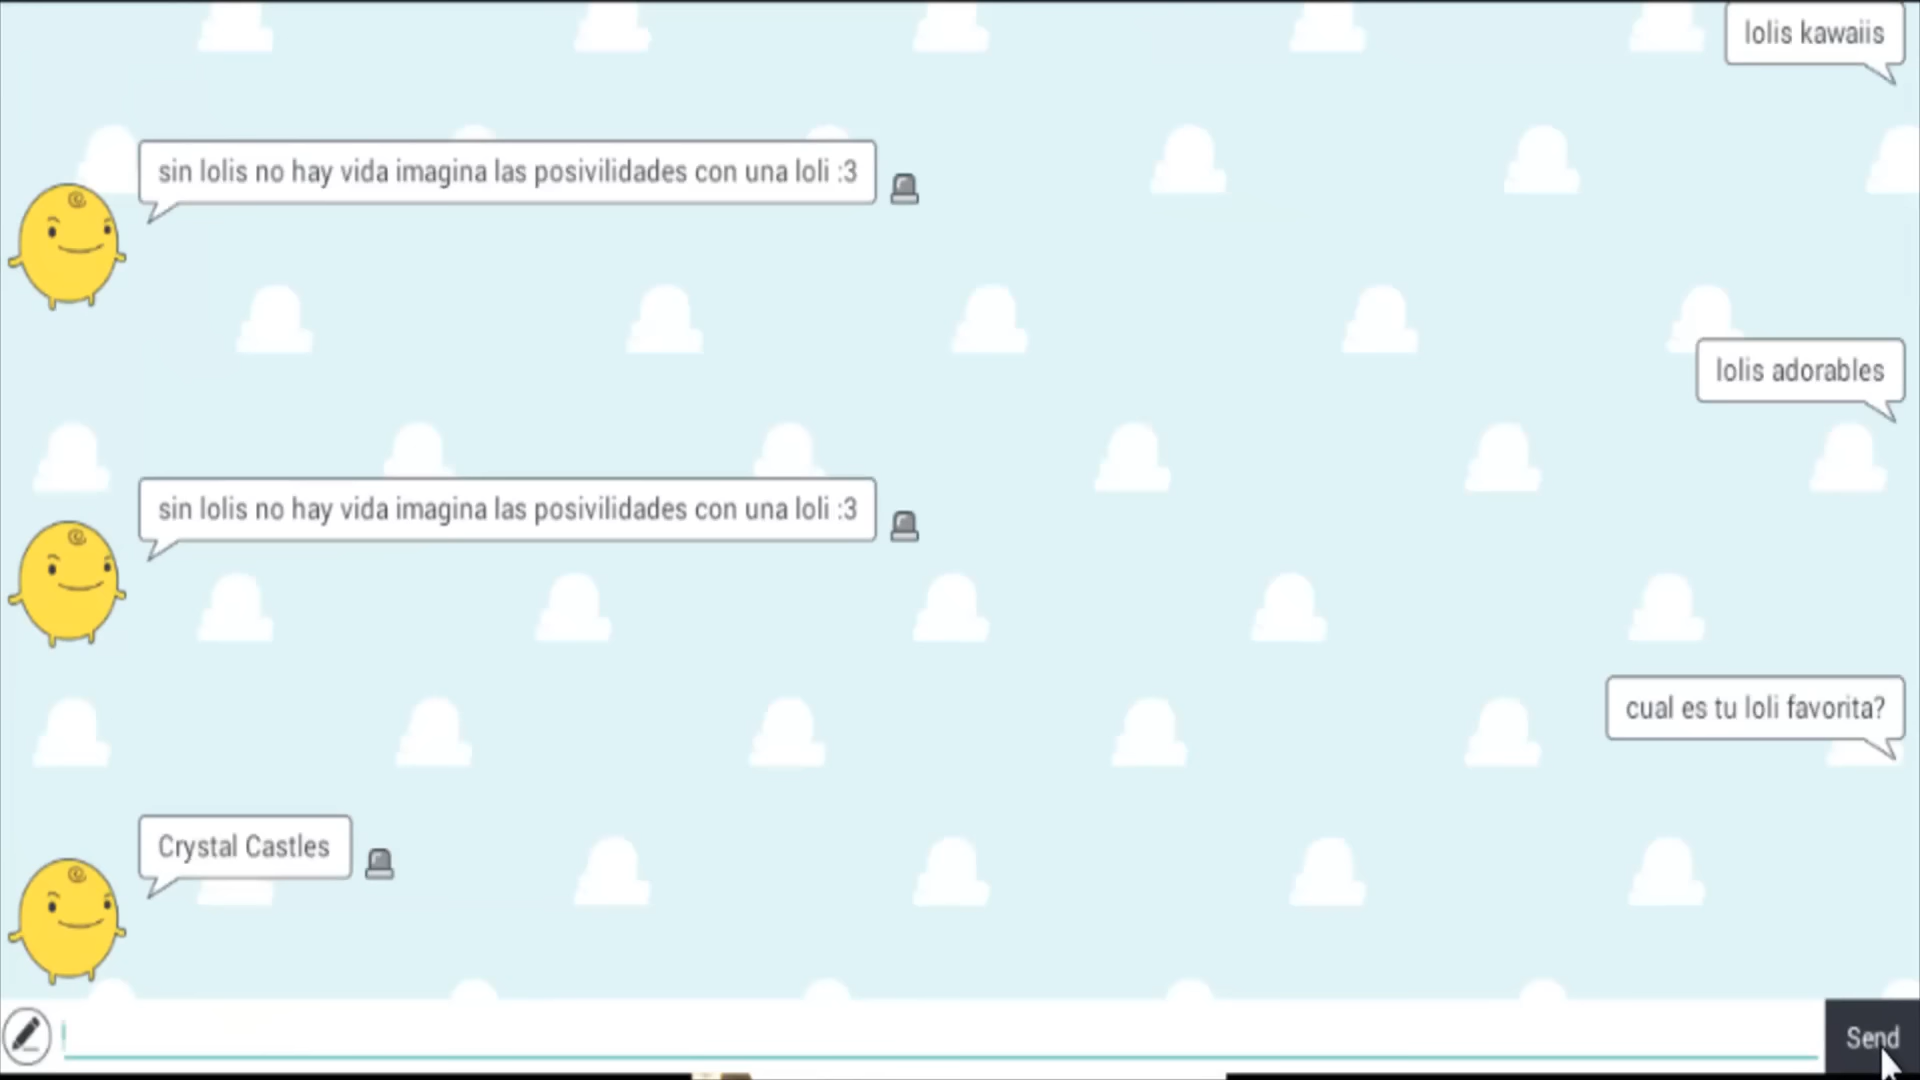 lolis kawaiis
sin lolis no hay vida imagina las posivilidades con una loli :3
lolis adorables
sin lolis no hay vida imagina las posivilidades con una loli :3
cual es tu loli favorita?
Crystal Castles
Send